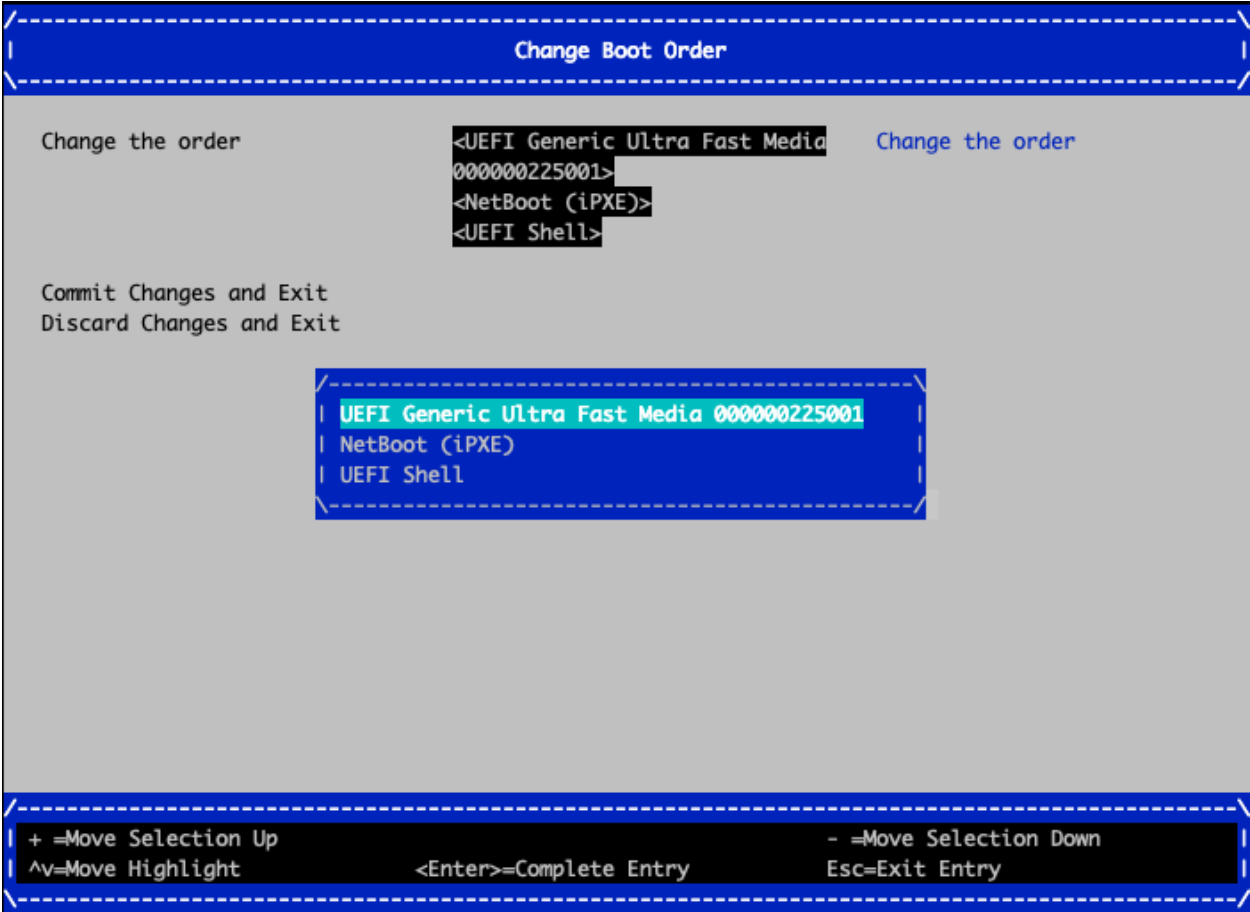 Change Boot Order
Change the order <UEFI Generic Ultra Fast Media Change the order
000000225001>
<NetBoot (iPXE)>
<UEFI Shell>
Commit Changes and Exit
Discard Changes and Exit
UEFI Generic Ultra Fast Media 000000225001
NetBoot (iPXE)
UEFI Shell
+ =Move Selection Up - =Move Selection Down
^v=Move Highlight <Enter>=Complete Entry Esc=Exit Entry